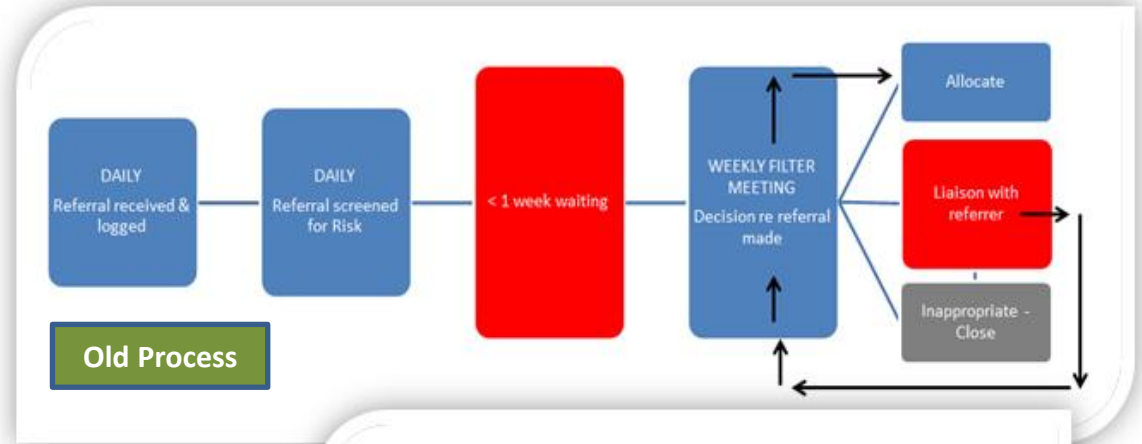 DAILY
Referral received &
logged
DAILY
Referral screened
for Risk
< 1 week waiting
WEEKLY FILTER
MEETING
Decision re referral
made
Allocate
Liaison with
referrer
Inappropriate -
Close
Old Process